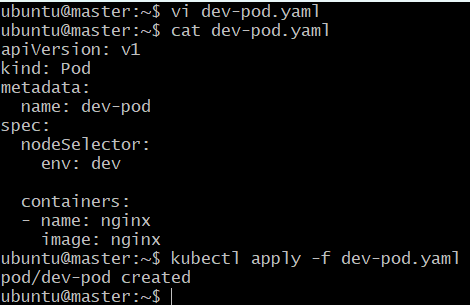 ubuntu@master:~$ vi dev-pod.yaml
ubuntu@master:~$ cat dev-pod.yaml
apiVersion: v1
kind: Pod
metadata:
  name: dev-pod
spec:
  nodeSelector:
    env: dev

  containers:
  - name: nginx
    image: nginx
ubuntu@master:~$ kubectl apply -f dev-pod.yaml
pod/dev-pod created
ubuntu@master:~$